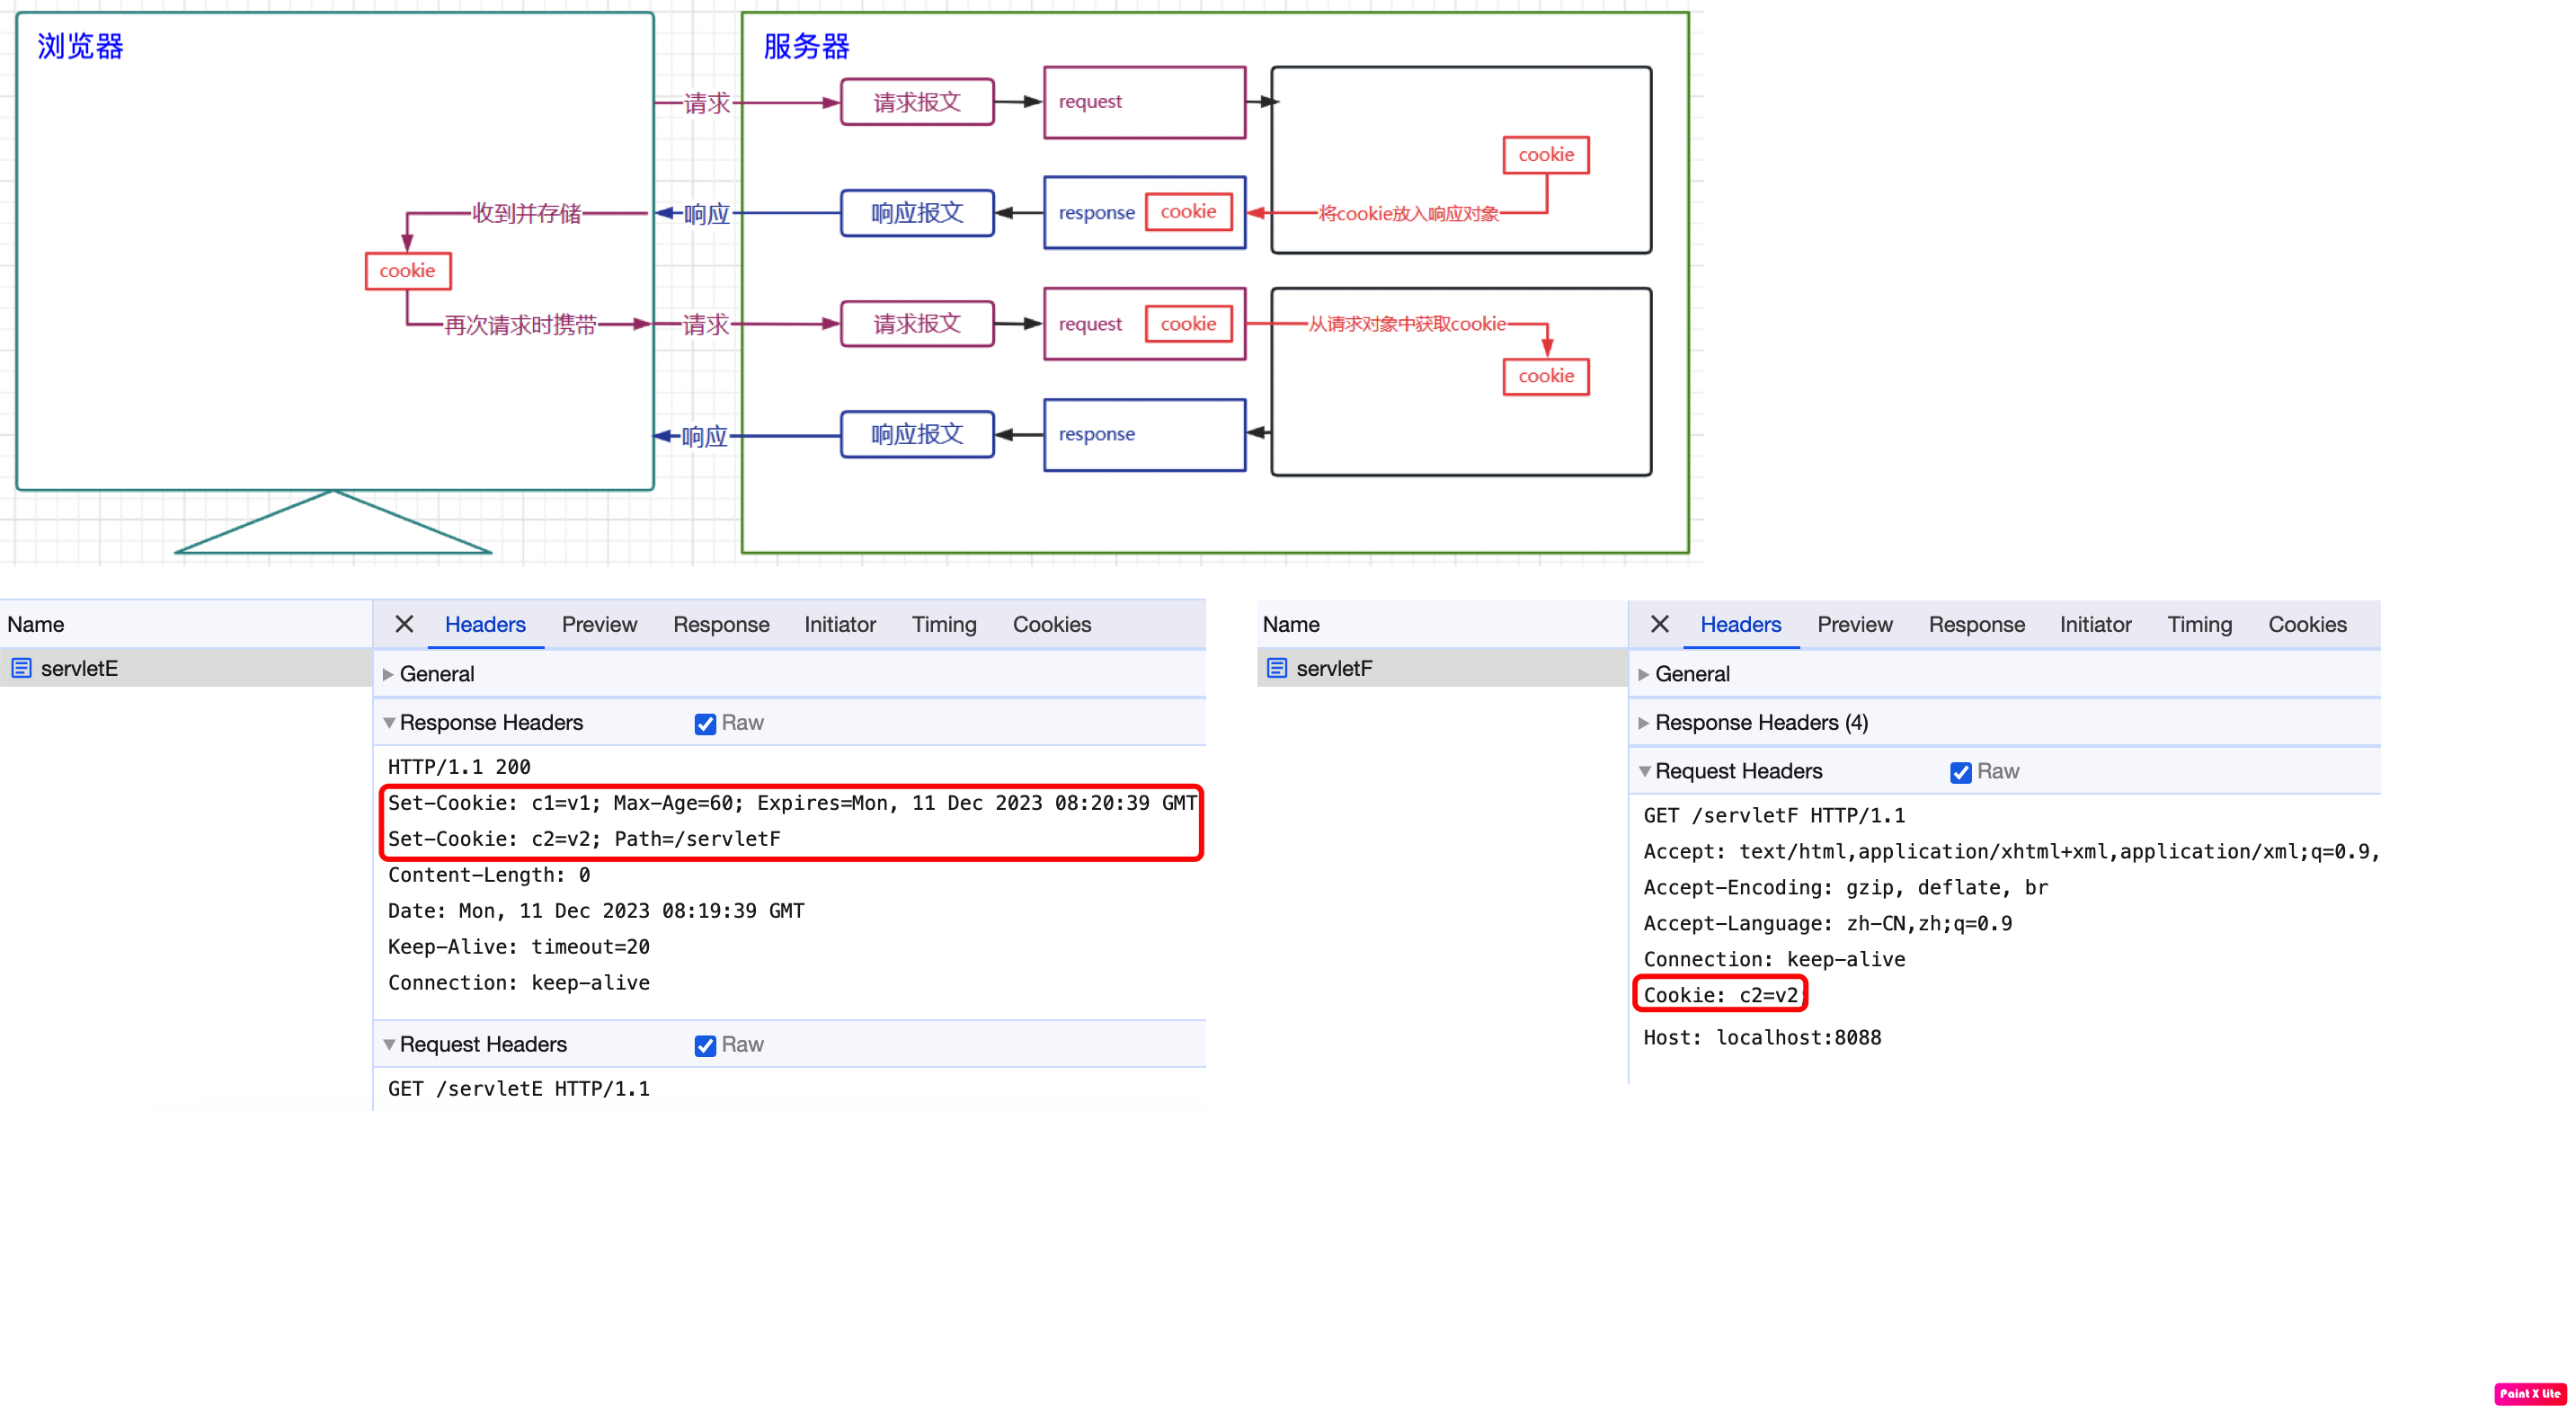 浏览器
服务器
请求
请求报文
request
cookie
收到并存储
响应
响应报文
response
cookie
将cookie放入响应对象
cookie
再次请求时携带
请求
请求报文
request
cookie
从请求对象中获取cookie
cookie
响应
响应报文
response
Name
Headers
Preview
Response
Initiator
Timing
Cookies
servletE
General
Response Headers
Raw
HTTP/1.1 200
Set-Cookie: c1=v1; Max-Age=60; Expires=Mon, 11 Dec 2023 08:20:39 GMT
Set-Cookie: c2=v2; Path=/servletF
Content-Length: 0
Date: Mon, 11 Dec 2023 08:19:39 GMT
Keep-Alive: timeout=20
Connection: keep-alive
Request Headers
Raw
GET /servletE HTTP/1.1
Name
Headers
Preview
Response
Initiator
Timing
Cookies
servletF
General
Response Headers (4)
Request Headers
Raw
GET /servletF HTTP/1.1
Accept: text/html,application/xhtml+xml,application/xml;q=0.9,
Accept-Encoding: gzip, deflate, br
Accept-Language: zh-CN,zh;q=0.9
Connection: keep-alive
Cookie: c2=v2
Host: localhost:8088
Paint X Lite